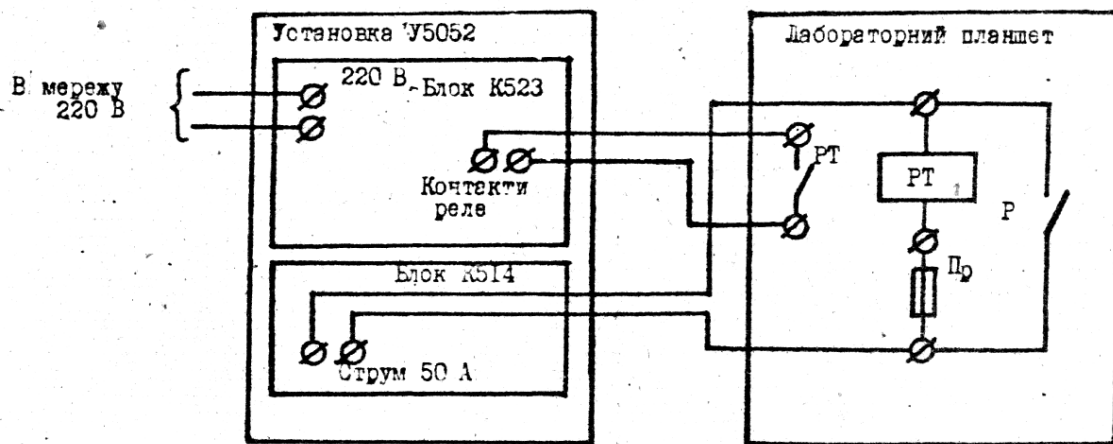 Установка У5052
Лабораторний планшет
В мережу
220 В
220 В
Блок К523
РТ
Контакти
реле
РТ
Р
Блок К514
Пр
Струм 50 А